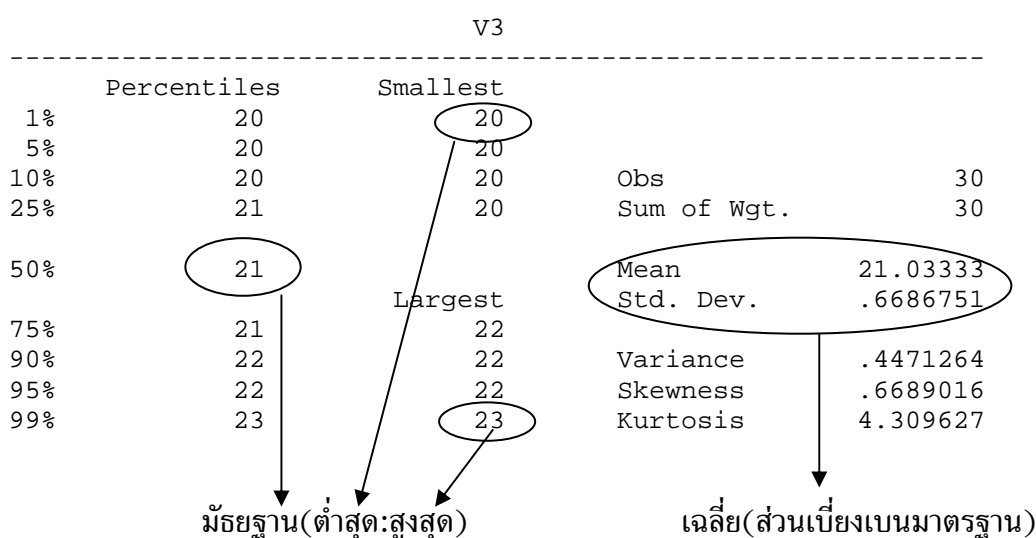 V3
-------------------------------------------------------------
Percentiles Smallest
1% 20 20
5% 20 20
10% 20 20 Obs 30
25% 21 20 Sum of Wgt. 30
50% 21 Mean 21.03333
Largest Std. Dev. .6686751
75% 21 22
90% 22 22 Variance .4471264
95% 22 22 Skewness .6689016
99% 23 23 Kurtosis 4.309627
มัธยฐาน(ต่ำสุด:สูงสุด) เฉลี่ย(ส่วนเบี่ยงเบนมาตรฐาน)